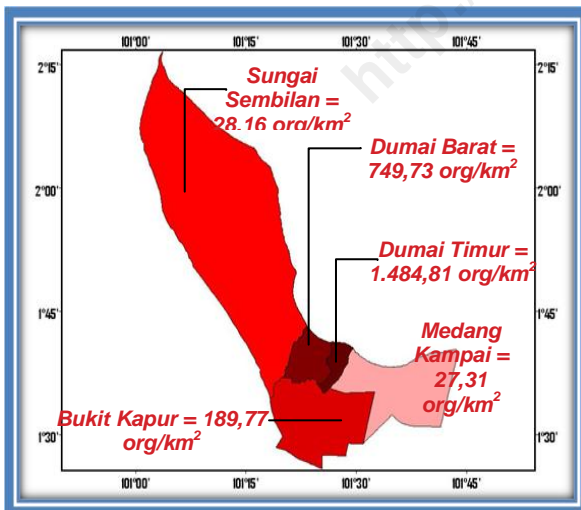 http:/
101°00' 101°15' 101°30' 101°45'
2°15' 2°15'
Sungai
Sembilan =
28.16 org/km²
Dumai Barat =
749,73 org/km²
2°00' 2°00'
Dumai Timur =
1.484,81 org/km²
1°45' 1°45'
Medang
Kampai =
27,31
org/km²
Bukit Kapur = 189,77
org/km²
1°30' 1°30'
101°00' 101°15' 101°30' 101°45'